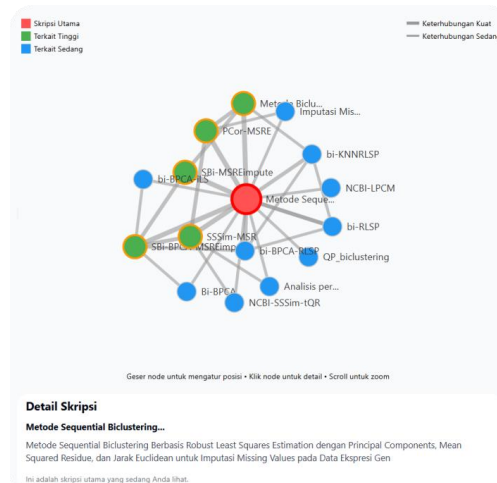 Skripsi Utama
Terkait Tinggi
Terkait Sedang
Keterhubungan Kuat
Keterhubungan Sedang
Metode Biclu...
Imputasi Mis...
PCor-MSRE
bi-KNNRLSP
SBi-MSREimpute
bi-BPCA-iLS
NCBI-LPCM
Metode Seque...
bi-RLSP
SSSim-MSR
SBi-BPCA-MSREimpute
bi-BPCA-RLSP
QP_biclustering
Analisis per...
Bi-BPCA
NCBI-SSSim-tQR
Geser node untuk mengatur posisi • Klik node untuk detail • Scroll untuk zoom
Detail Skripsi
Metode Sequential Biclustering...
Metode Sequential Biclustering Berbasis Robust Least Squares Estimation dengan Principal Components, Mean
Squared Residue, dan Jarak Euclidean untuk Imputasi Missing Values pada Data Ekspresi Gen
Ini adalah skripsi utama yang sedang Anda lihat.